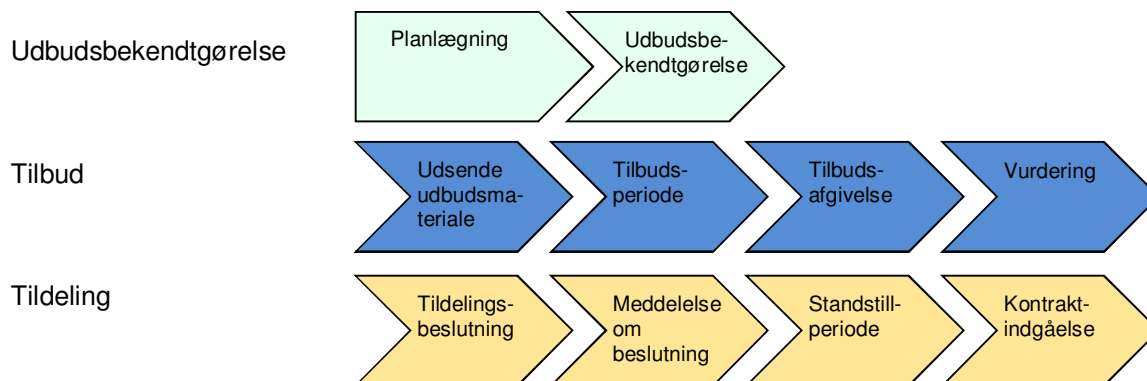 Udbudsbekendtgørelse
Planlægning
Udbudsbe-
kendtgørelse
Tilbud
Udsende
udbudsma-
teriale
Tilbuds-
periode
Tilbuds-
afgivelse
Vurdering
Tildeling
Tildelings-
beslutning
Meddelelse
om
beslutning
Standstill-
periode
Kontrakt-
indgåelse